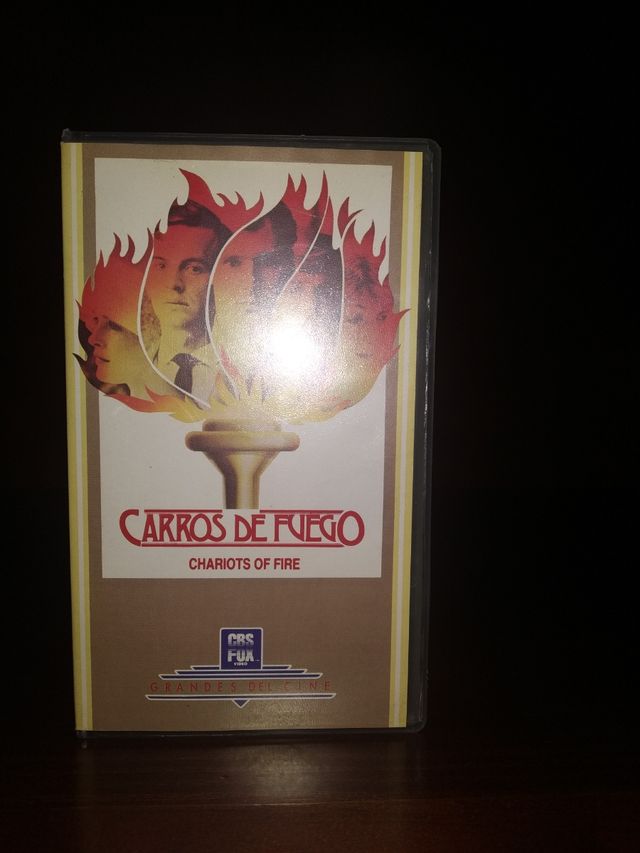 CARROS DE FUEGO
CHARIOTS OF FIRE
CBS
FOX
VIDEO
GRANDES DEL CINE